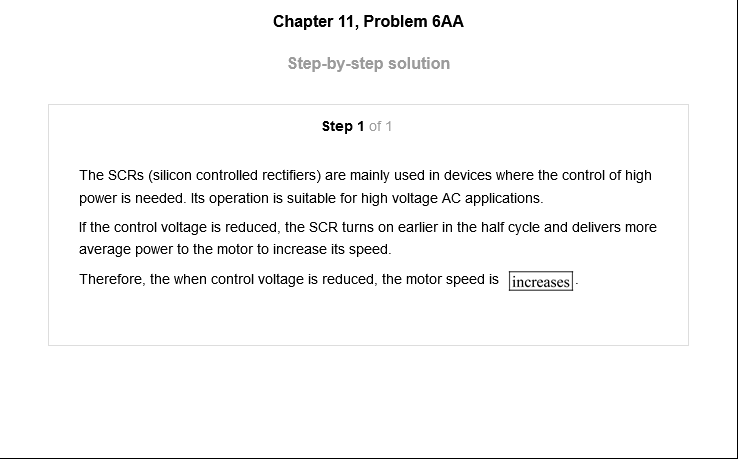 Chapter 11, Problem 6AA
Step-by-step solution
Step 1 of 1
The SCRs (silicon controlled rectifiers) are mainly used in devices where the control of high
power is needed. Its operation is suitable for high voltage AC applications.
If the control voltage is reduced, the SCR turns on earlier in the half cycle and delivers more
average power to the motor to increase its speed.
Therefore, the when control voltage is reduced, the motor speed is increases.